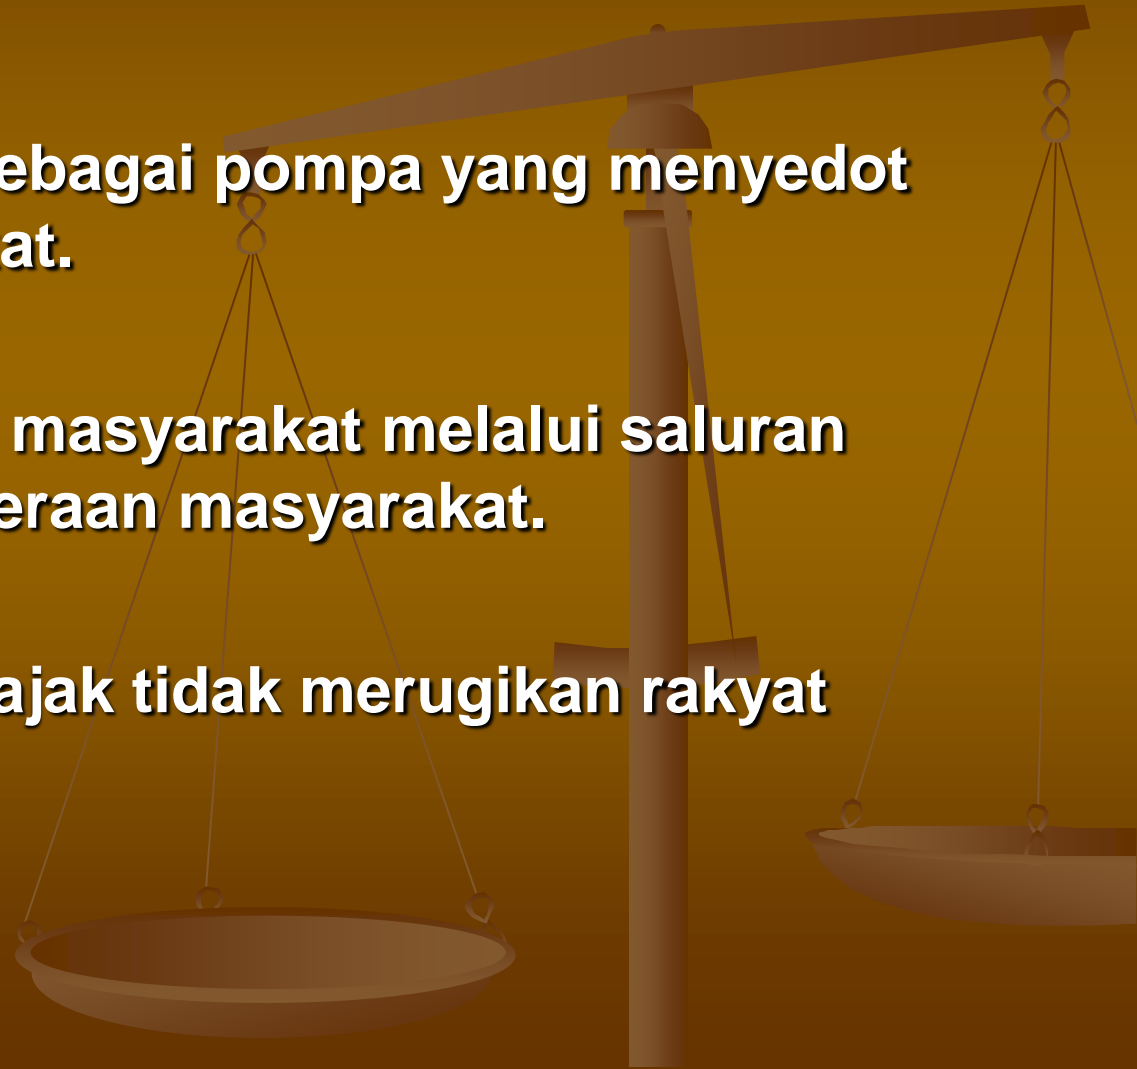 ebagai pompa yang menyedot
at.
masyarakat melalui saluran
eraan masyarakat.
ajak tidak merugikan rakyat